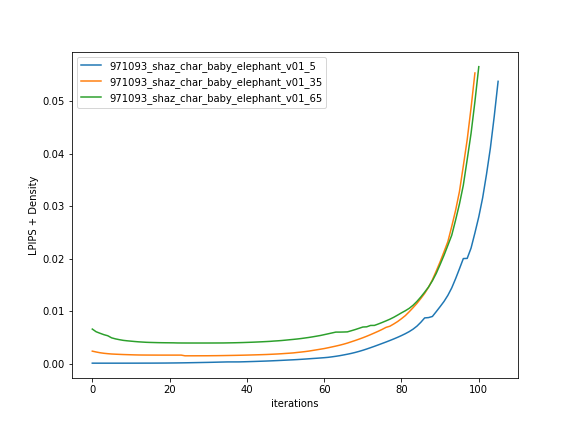 971093_shaz_char_baby_elephant_v01_5
971093_shaz_char_baby_elephant_v01_35
971093_shaz_char_baby_elephant_v01_65
0.05
0.04
0.03
0.02
0.01
0.00
LPIPS + Density
0 20 40 60 80 100
iterations